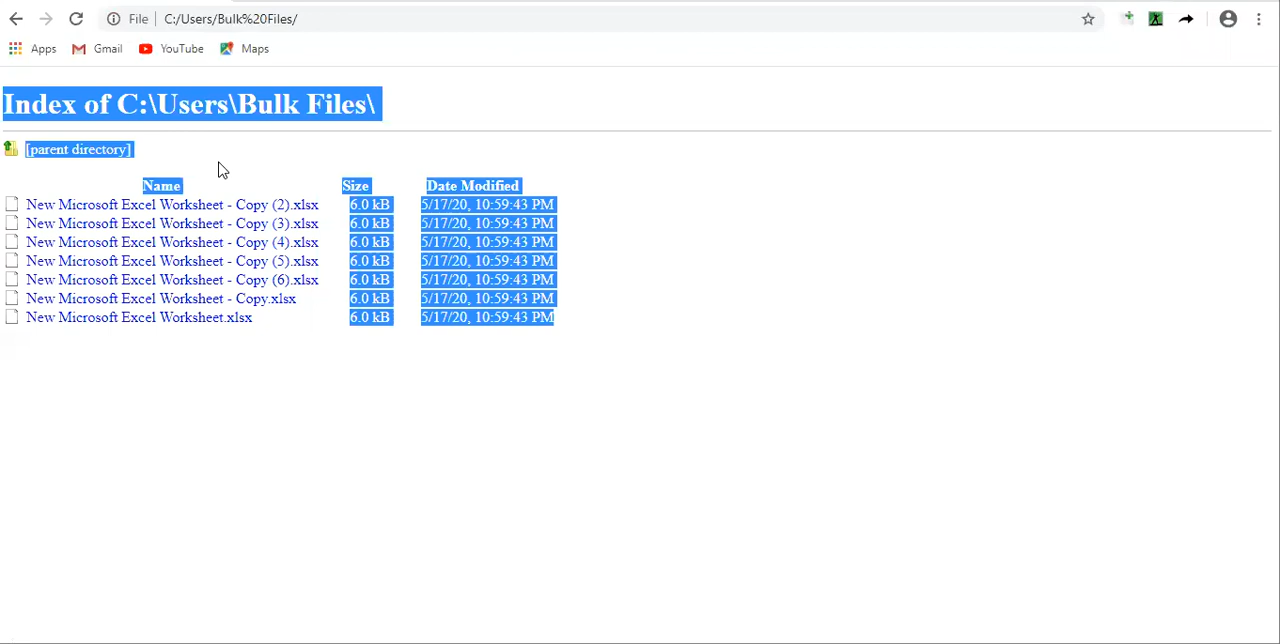 File C:/Users/Bulk%20Files/
Apps Gmail YouTube Maps
Index of C:\Users\Bulk Files\
[parent directory]
Name Size Date Modified
New Microsoft Excel Worksheet - Copy (2).xlsx 6.0 kB 5/17/20, 10:59:43 PM
New Microsoft Excel Worksheet - Copy (3).xlsx 6.0 kB 5/17/20, 10:59:43 PM
New Microsoft Excel Worksheet - Copy (4).xlsx 6.0 kB 5/17/20, 10:59:43 PM
New Microsoft Excel Worksheet - Copy (5).xlsx 6.0 kB 5/17/20, 10:59:43 PM
New Microsoft Excel Worksheet - Copy (6).xlsx 6.0 kB 5/17/20, 10:59:43 PM
New Microsoft Excel Worksheet - Copy.xlsx 6.0 kB 5/17/20, 10:59:43 PM
New Microsoft Excel Worksheet.xlsx 6.0 kB 5/17/20, 10:59:43 PM